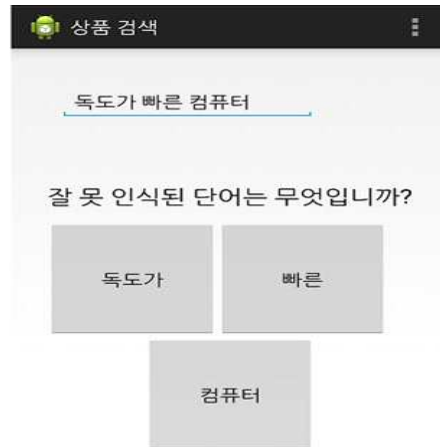 상품 검색
독도가 빠른 컴퓨터
잘 못 인식된 단어는 무엇입니까?
독도가
빠른
컴퓨터